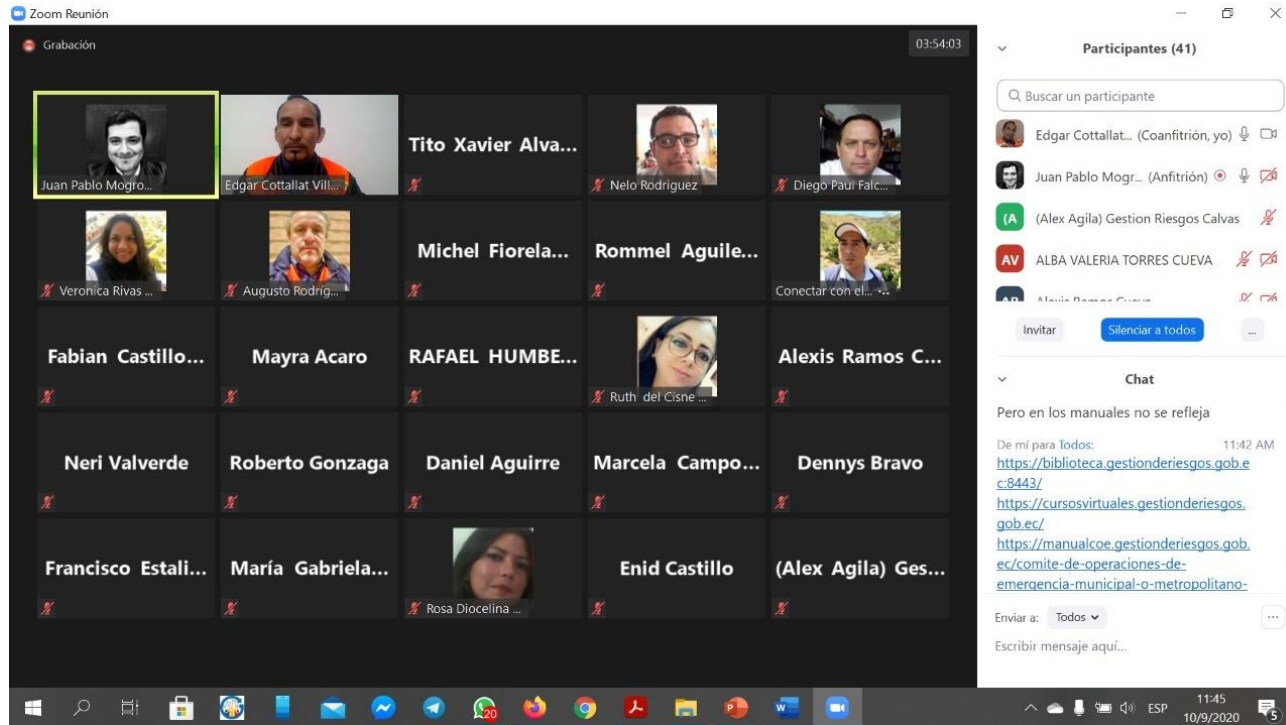 Zoom Reunión
Grabación
03:54:03
Juan Pablo Mogro...
Edgar Cottallat Vill...
Tito Xavier Alva...
Nelo Rodriguez
Diego Paul Falc...
Veronica Rivas ...
Augusto Rodrig...
Michel Fiorela...
Rommel Aguile...
Conectar con el...
Fabian Castillo...
Mayra Acaro
RAFAEL HUMBE...
Ruth del Cisne ...
Alexis Ramos C...
Neri Valverde
Roberto Gonzaga
Daniel Aguirre
Marcela Campo...
Dennys Bravo
Francisco Estali...
María Gabriela...
Rosa Diocelina ...
Enid Castillo
(Alex Agila) Ges...
Participantes (41)
Buscar un participante
Edgar Cottallat... (Coanfitrión, yo)
Juan Pablo Mogr... (Anfitrión)
(A (Alex Agila) Gestion Riesgos Calvas
AV ALBA VALERIA TORRES CUEVA
AR Alexis Ramos Cueva
Invitar
Silenciar a todos
...
Chat
Pero en los manuales no se refleja
De mí para Todos: 11:42 AM
https://biblioteca.gestionderiesgos.gob.e
c:8443/
https://cursosvirtuales.gestionderiesgos.
gob.ec/
https://manualcoe.gestionderiesgos.gob.
ec/comite-de-operaciones-de-
emergencia-municipal-o-metropolitano-
Enviar a: Todos
...
Escribir mensaje aquí...
20
ESP
11:45
10/9/2020